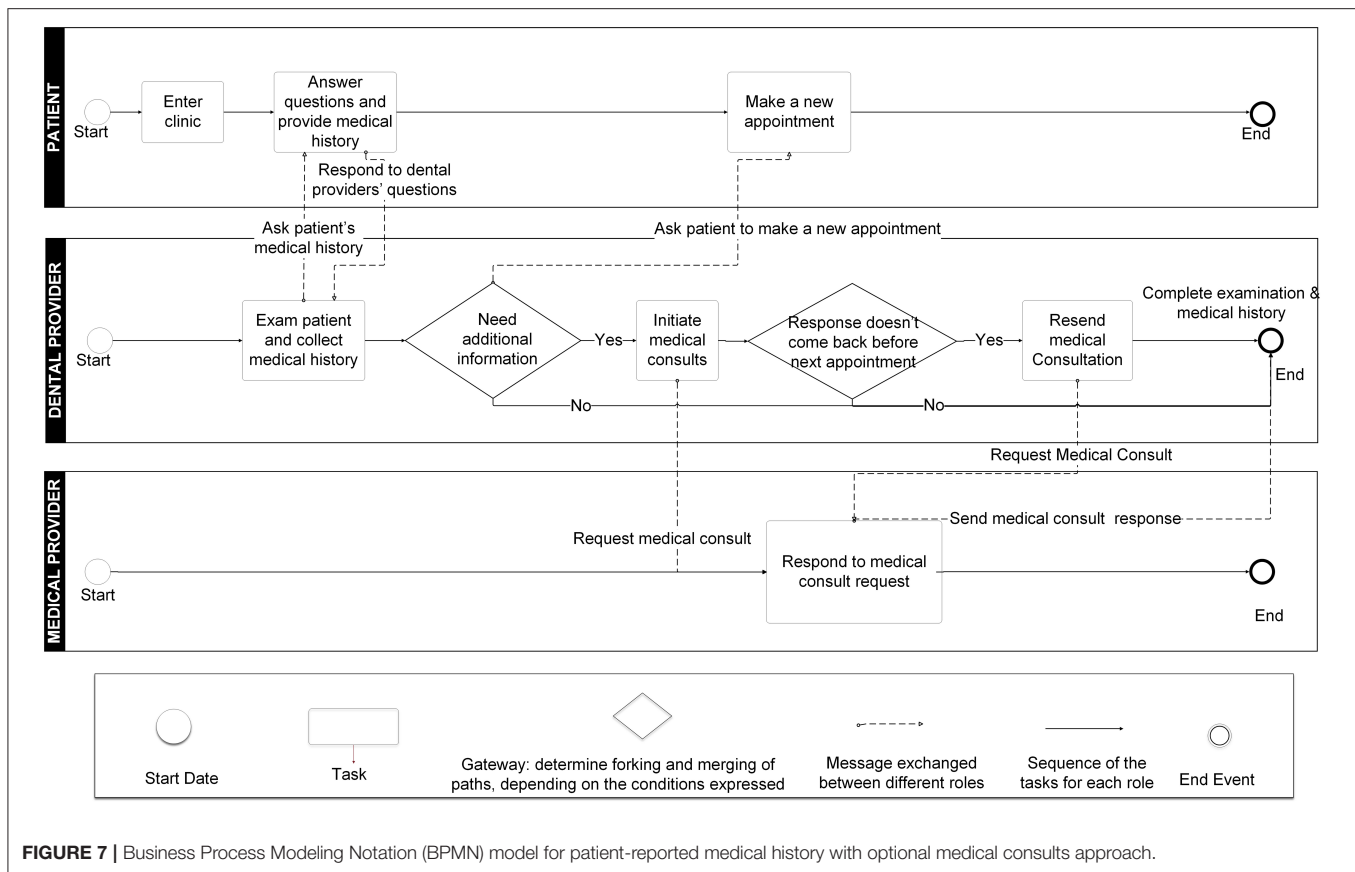 PATIENT
Start
Enter
clinic
Answer
questions and
provide medical
history
Make a new
appointment
End
Respond to dental
providers' questions
Ask patient's
medical history
Ask patient to make a new appointment
DENTAL PROVIDER
Start
Exam patient
and collect
medical history
Need
additional
information
Yes
Initiate
medical
consults
Response doesn't
come back before
next appointment
Yes
Resend
medical
Consultation
Complete examination &
medical history
End
No
No
Request Medical Consult
MEDICAL PROVIDER
Send medical consult response
Request medical consult
Start
Respond to medical
consult request
End
Start Date
Task
Gateway: determine forking and merging of
paths, depending on the conditions expressed
Message exchanged
between different roles
Sequence of the
tasks for each role
End Event
FIGURE 7 | Business Process Modeling Notation (BPMN) model for patient-reported medical history with optional medical consults approach.